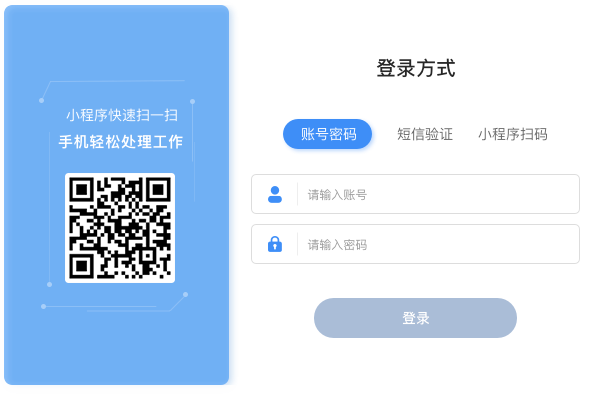 小程序快速扫一扫
手机轻松处理工作
登录方式
账号密码 短信验证 小程序扫码
请输入账号
请输入密码
登录